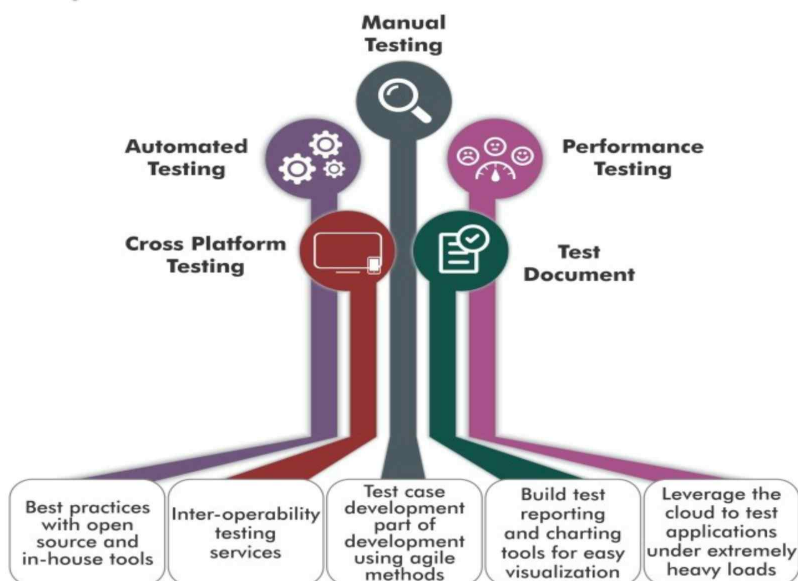 Manual
Testing
Automated
Testing
Performance
Testing
Cross Platform
Testing
Test
Document
Best practices
with open
source and
in-house tools
Inter-operability
testing
services
Test case
development
part of
development
using agile
methods
Build test
reporting
and charting
tools for easy
visualization
Leverage the
cloud to test
applications
under extremely
heavy loads